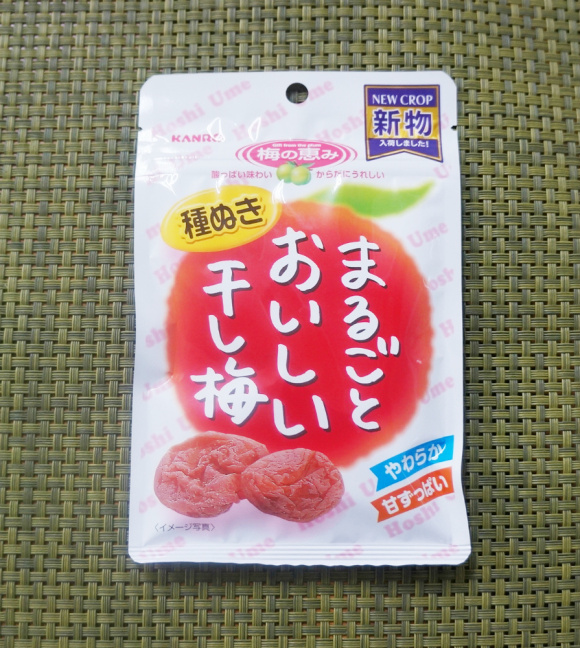 Hoshi Ume
NEW CROP
新物
入荷しました!
KANRO
梅の恵み
酸っぱい味わい からだにうれしい
種ぬき
まるごと
おいしい
干し梅
やわらか
甘ずっぱい
〈イメージ写真〉